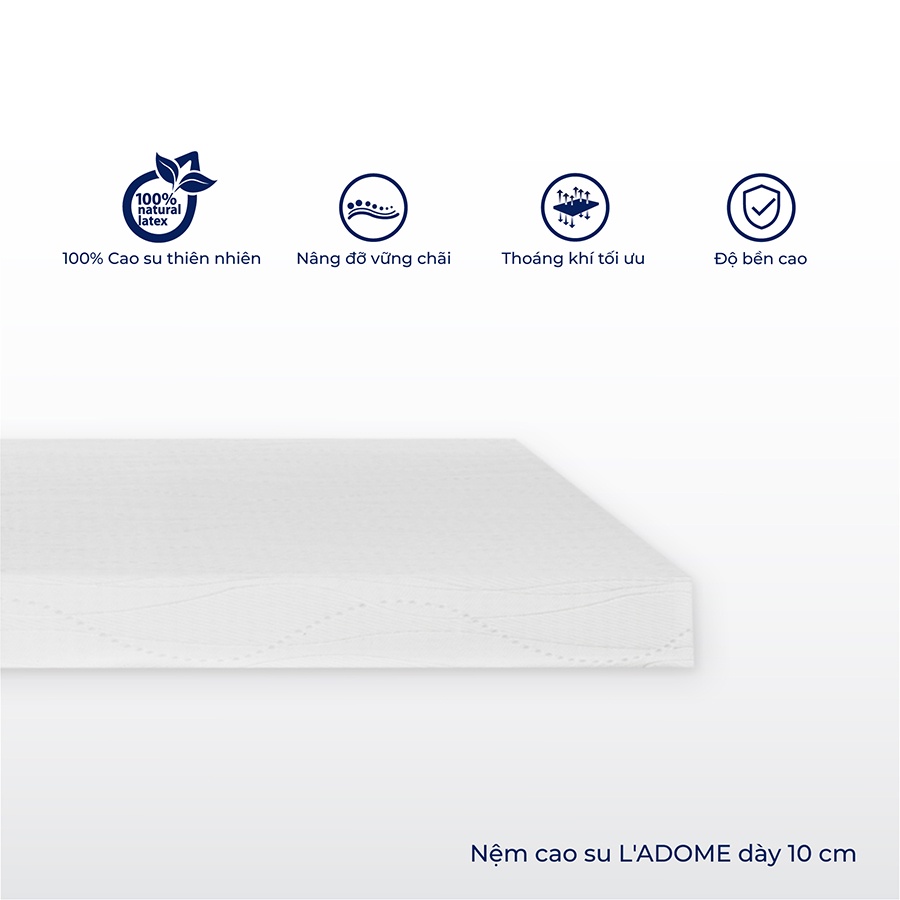 100%
natural
latex
100% Cao su thiên nhiên
Nâng đỡ vững chãi
Thoáng khí tối ưu
Độ bền cao
Nệm cao su L'ADOME dày 10 cm